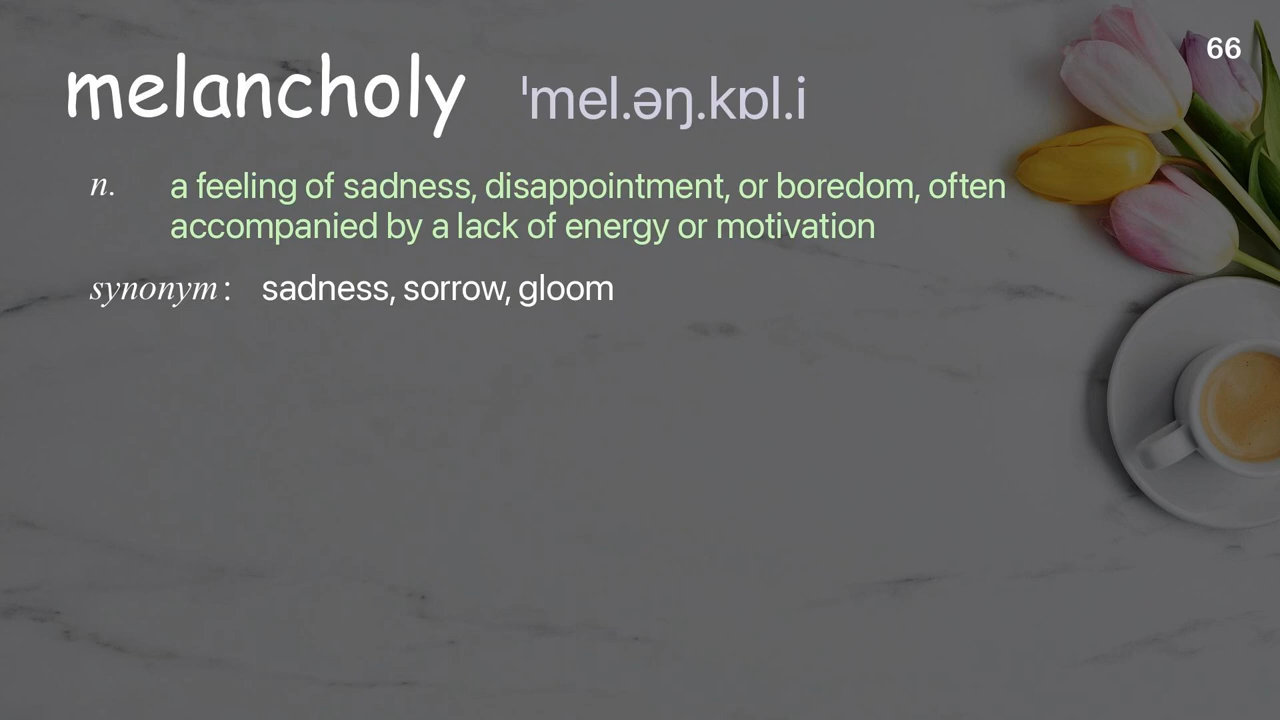 66
melancholy ˈmel.əŋ.kɒl.i
n. a feeling of sadness, disappointment, or boredom, often
accompanied by a lack of energy or motivation
synonym: sadness, sorrow, gloom